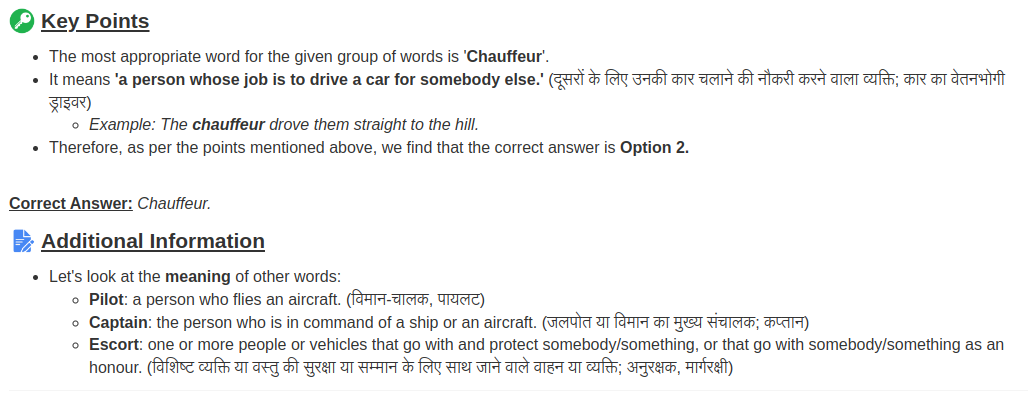 Key Points
• The most appropriate word for the given group of words is 'Chauffeur'.
• It means 'a person whose job is to drive a car for somebody else.' (दूसरों के लिए उनकी कार चलाने की नौकरी करने वाला व्यक्ति; कार का वेतनभोगी
ड्राइवर)
◦ Example: The chauffeur drove them straight to the hill.
• Therefore, as per the points mentioned above, we find that the correct answer is Option 2.
Correct Answer: Chauffeur.
Additional Information
• Let's look at the meaning of other words:
◦ Pilot: a person who flies an aircraft. (विमान-चालक, पायलट)
◦ Captain: the person who is in command of a ship or an aircraft. (जलपोत या विमान का मुख्य संचालक; कप्तान)
◦ Escort: one or more people or vehicles that go with and protect somebody/something, or that go with somebody/something as an
honour. (विशिष्ट व्यक्ति या वस्तु की सुरक्षा या सम्मान के लिए साथ जाने वाले वाहन या व्यक्ति; अनुरक्षक, मार्गरक्षी)